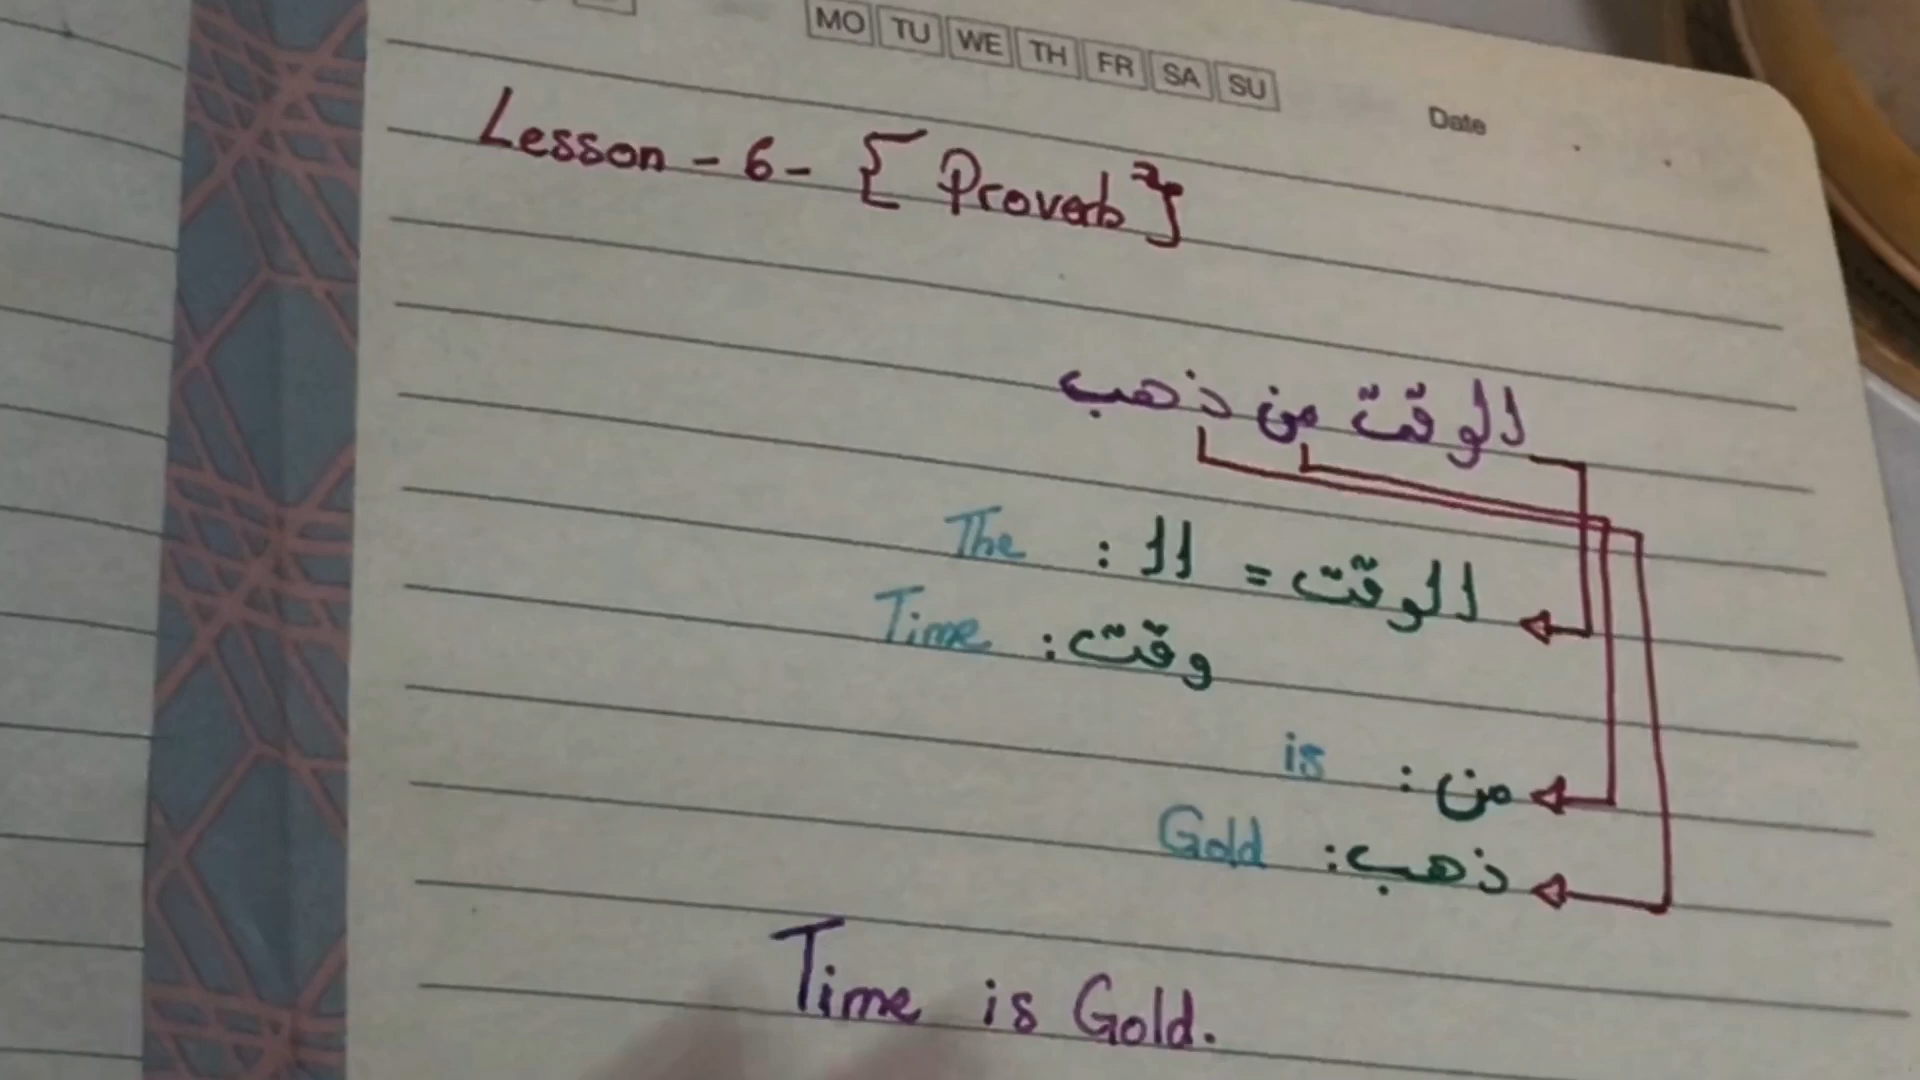 MO TU WE TH FR SA SU
Date
Lesson - 6 - {Proverb 2}
الوقت من ذهب
الوقت = ال : The
وقت : Time
من : is
ذهب : Gold
Time is Gold.